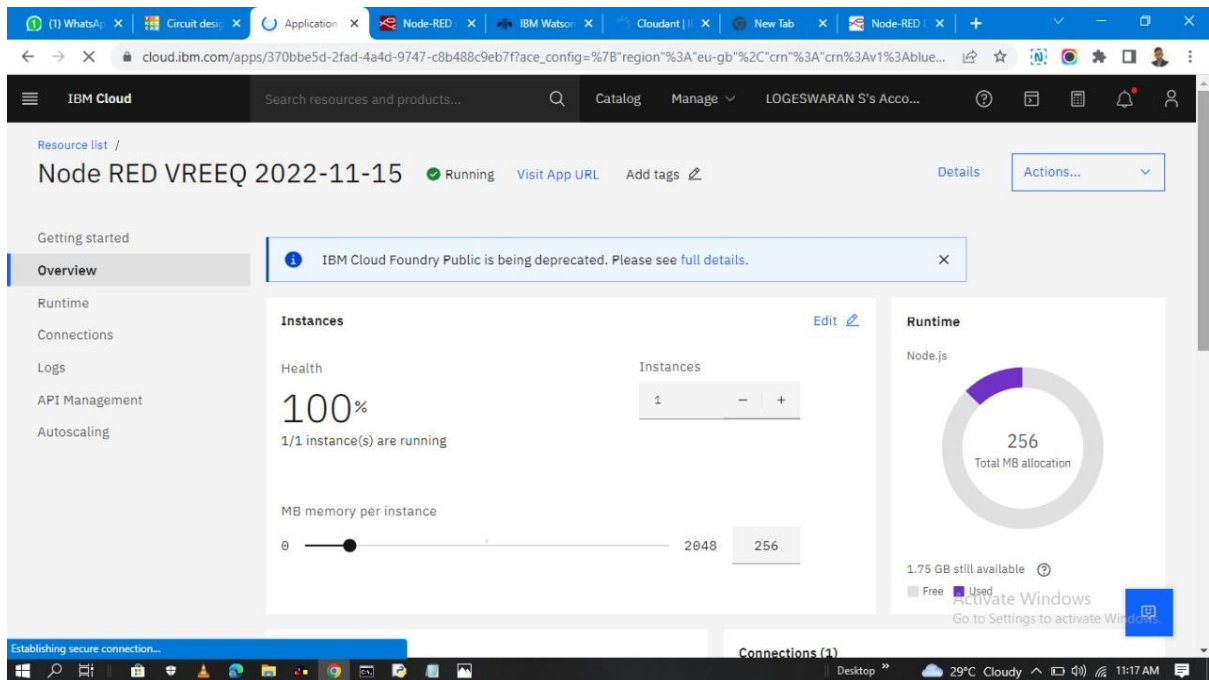 (1) WhatsAp
Circuit desig
Application
Node-RED
IBM Watson
Cloudant |
New Tab
Node-RED
cloud.ibm.com/apps/370bbe5d-2fad-4a4d-9747-c8b488c9eb7f?ace_config=%7B"region"%3A"eu-gb"%2C"crn"%3A"crn%3Av1%3Ablue...
IBM Cloud
Search resources and products...
Catalog
Manage
LOGESWARAN S's Acco...
Resource list /
Node RED VREEQ 2022-11-15
Running
Visit App URL
Add tags
Details
Actions...
Getting started
Overview
Runtime
Connections
Logs
API Management
Autoscaling
IBM Cloud Foundry Public is being deprecated. Please see full details.
Instances
Edit
Health
100%
1/1 instance(s) are running
Instances
1
MB memory per instance
0
2048
256
Runtime
Node.js
256
Total MB allocation
1.75 GB still available
Free
Used
Activate Windows
Go to Settings to activate Windows.
Connections (1)
Establishing secure connection...
Desktop
29°C Cloudy
11:17 AM